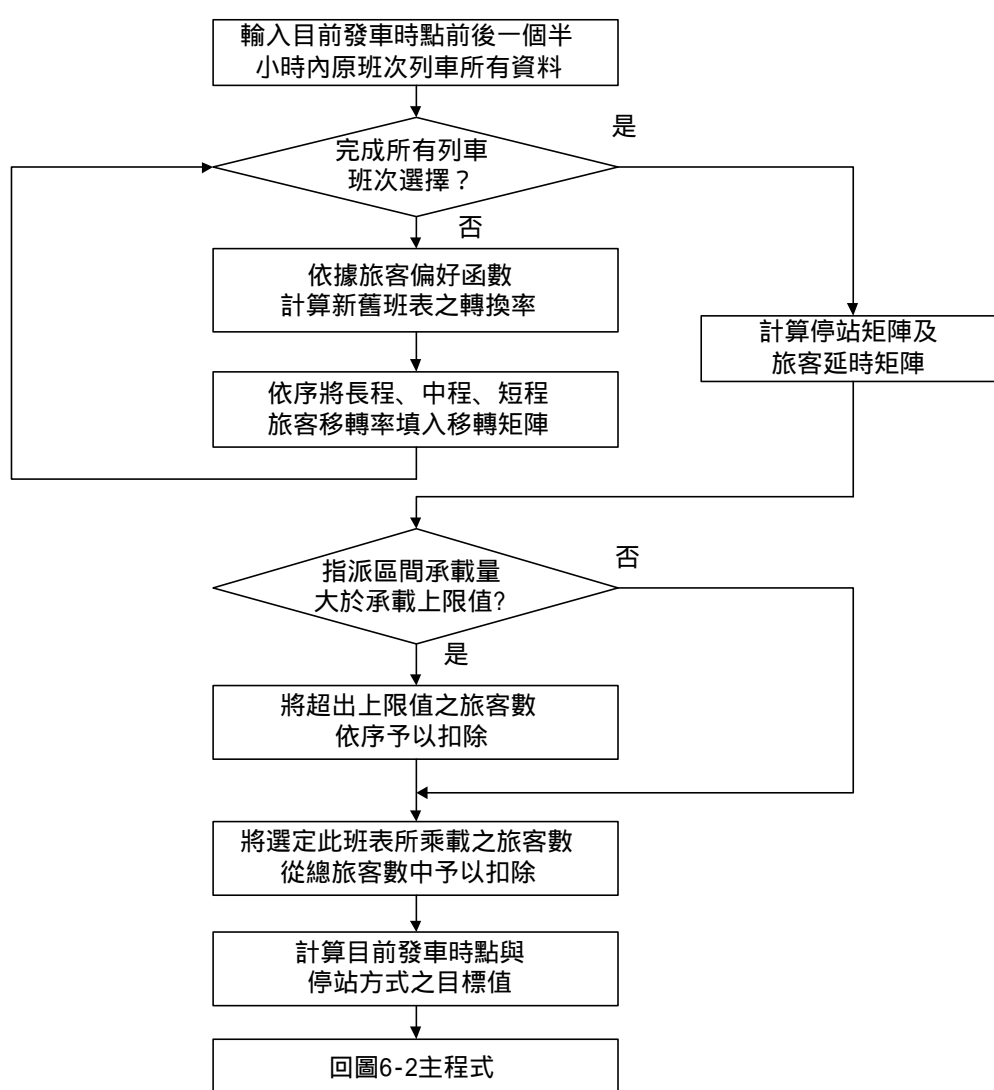 輸入目前發車時點前後一個半
小時內原班次列車所有資料
是
完成所有列車
班次選擇？
否
依據旅客偏好函數
計算新舊班表之轉換率
計算停站矩陣及
旅客延時矩陣
依序將長程、中程、短程
旅客移轉率填入移轉矩陣
否
指派區間承載量
大於承載上限值?
是
將超出上限值之旅客數
依序予以扣除
將選定此班表所乘載之旅客數
從總旅客數中予以扣除
計算目前發車時點與
停站方式之目標值
回圖6-2主程式